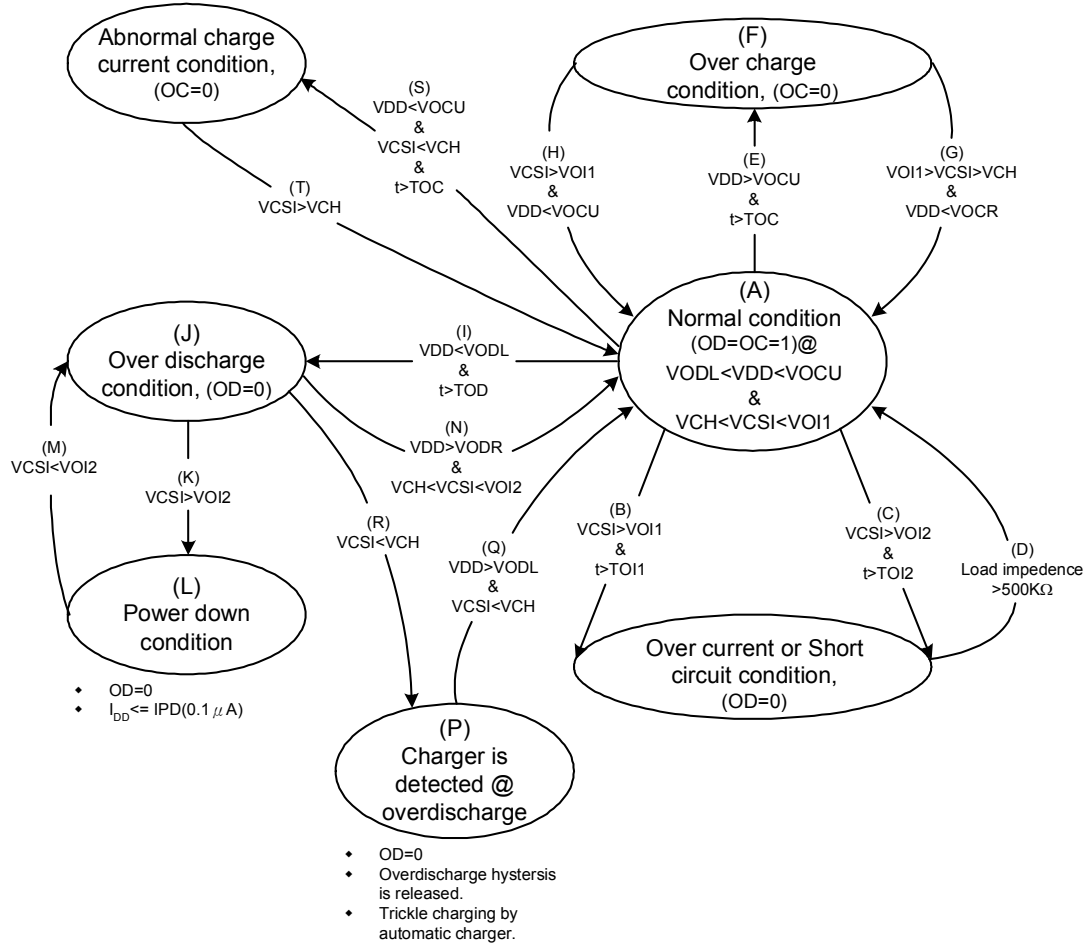 Abnormal charge
current condition,
(OC=0)
(S)
VDD<VOCU
&
VCSI<VCH
&
t>TOC
(T)
VCSI>VCH
(F)
Over charge
condition, (OC=0)
(H)
VCSI>VOI1
&
VDD<VOCU
(E)
VDD>VOCU
&
t>TOC
(G)
VOI1>VCSI>VCH
&
VDD<VOCR
(A)
Normal condition
(OD=OC=1)@
VODL<VDD<VOCU
&
VCH<VCSI<VOI1
(J)
Over discharge
condition, (OD=0)
(I)
VDD<VODL
&
t>TOD
(N)
VDD>VODR
&
VCH<VCSI<VOI2
(M)
VCSI<VOI2
(K)
VCSI>VOI2
(R)
VCSI<VCH
(Q)
VDD>VODL
&
VCSI<VCH
(B)
VCSI>VOI1
&
t>TOI1
(C)
VCSI>VOI2
&
t>TOI2
(D)
Load impedence
>500KΩ
(L)
Power down
condition
◆ OD=0
◆ IDD<= IPD(0.1 μ A)
Over current or Short
circuit condition,
(OD=0)
(P)
Charger is
detected @
overdischarge
◆ OD=0
◆ Overdischarge hystersis
is released.
◆ Trickle charging by
automatic charger.